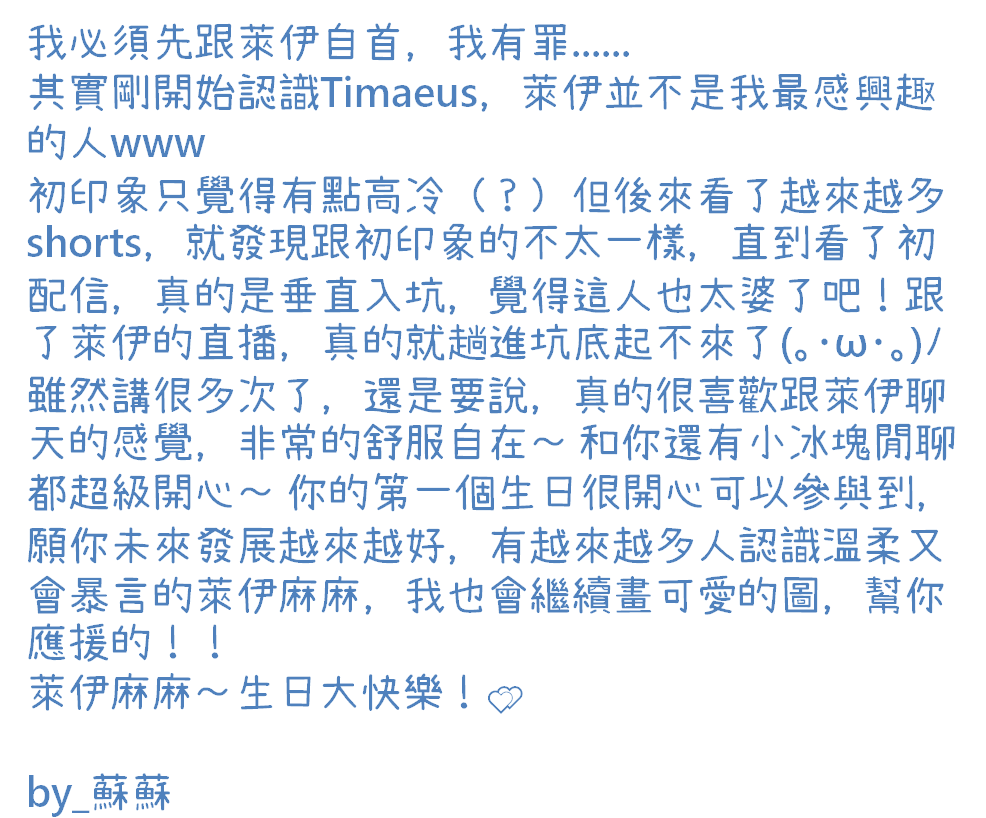 我必須先跟萊伊自首，我有罪......
其實剛開始認識Timaeus，萊伊並不是我最感興趣
的人www
初印象只覺得有點高冷（？）但後來看了越來越多
shorts，就發現跟初印象的不太一樣，直到看了初
配信，真的是垂直入坑，覺得這人也太婆了吧！跟
了萊伊的直播，真的就趟進坑底起不來了(｡･ω･｡)ﾉ
雖然講很多次了，還是要說，真的很喜歡跟萊伊聊
天的感覺，非常的舒服自在～ 和你還有小冰塊閒聊
都超級開心～ 你的第一個生日很開心可以參與到，
願你未來發展越來越好，有越來越多人認識溫柔又
會暴言的萊伊麻麻，我也會繼續畫可愛的圖，幫你
應援的！！
萊伊麻麻～生日大快樂！💕
by_蘇蘇